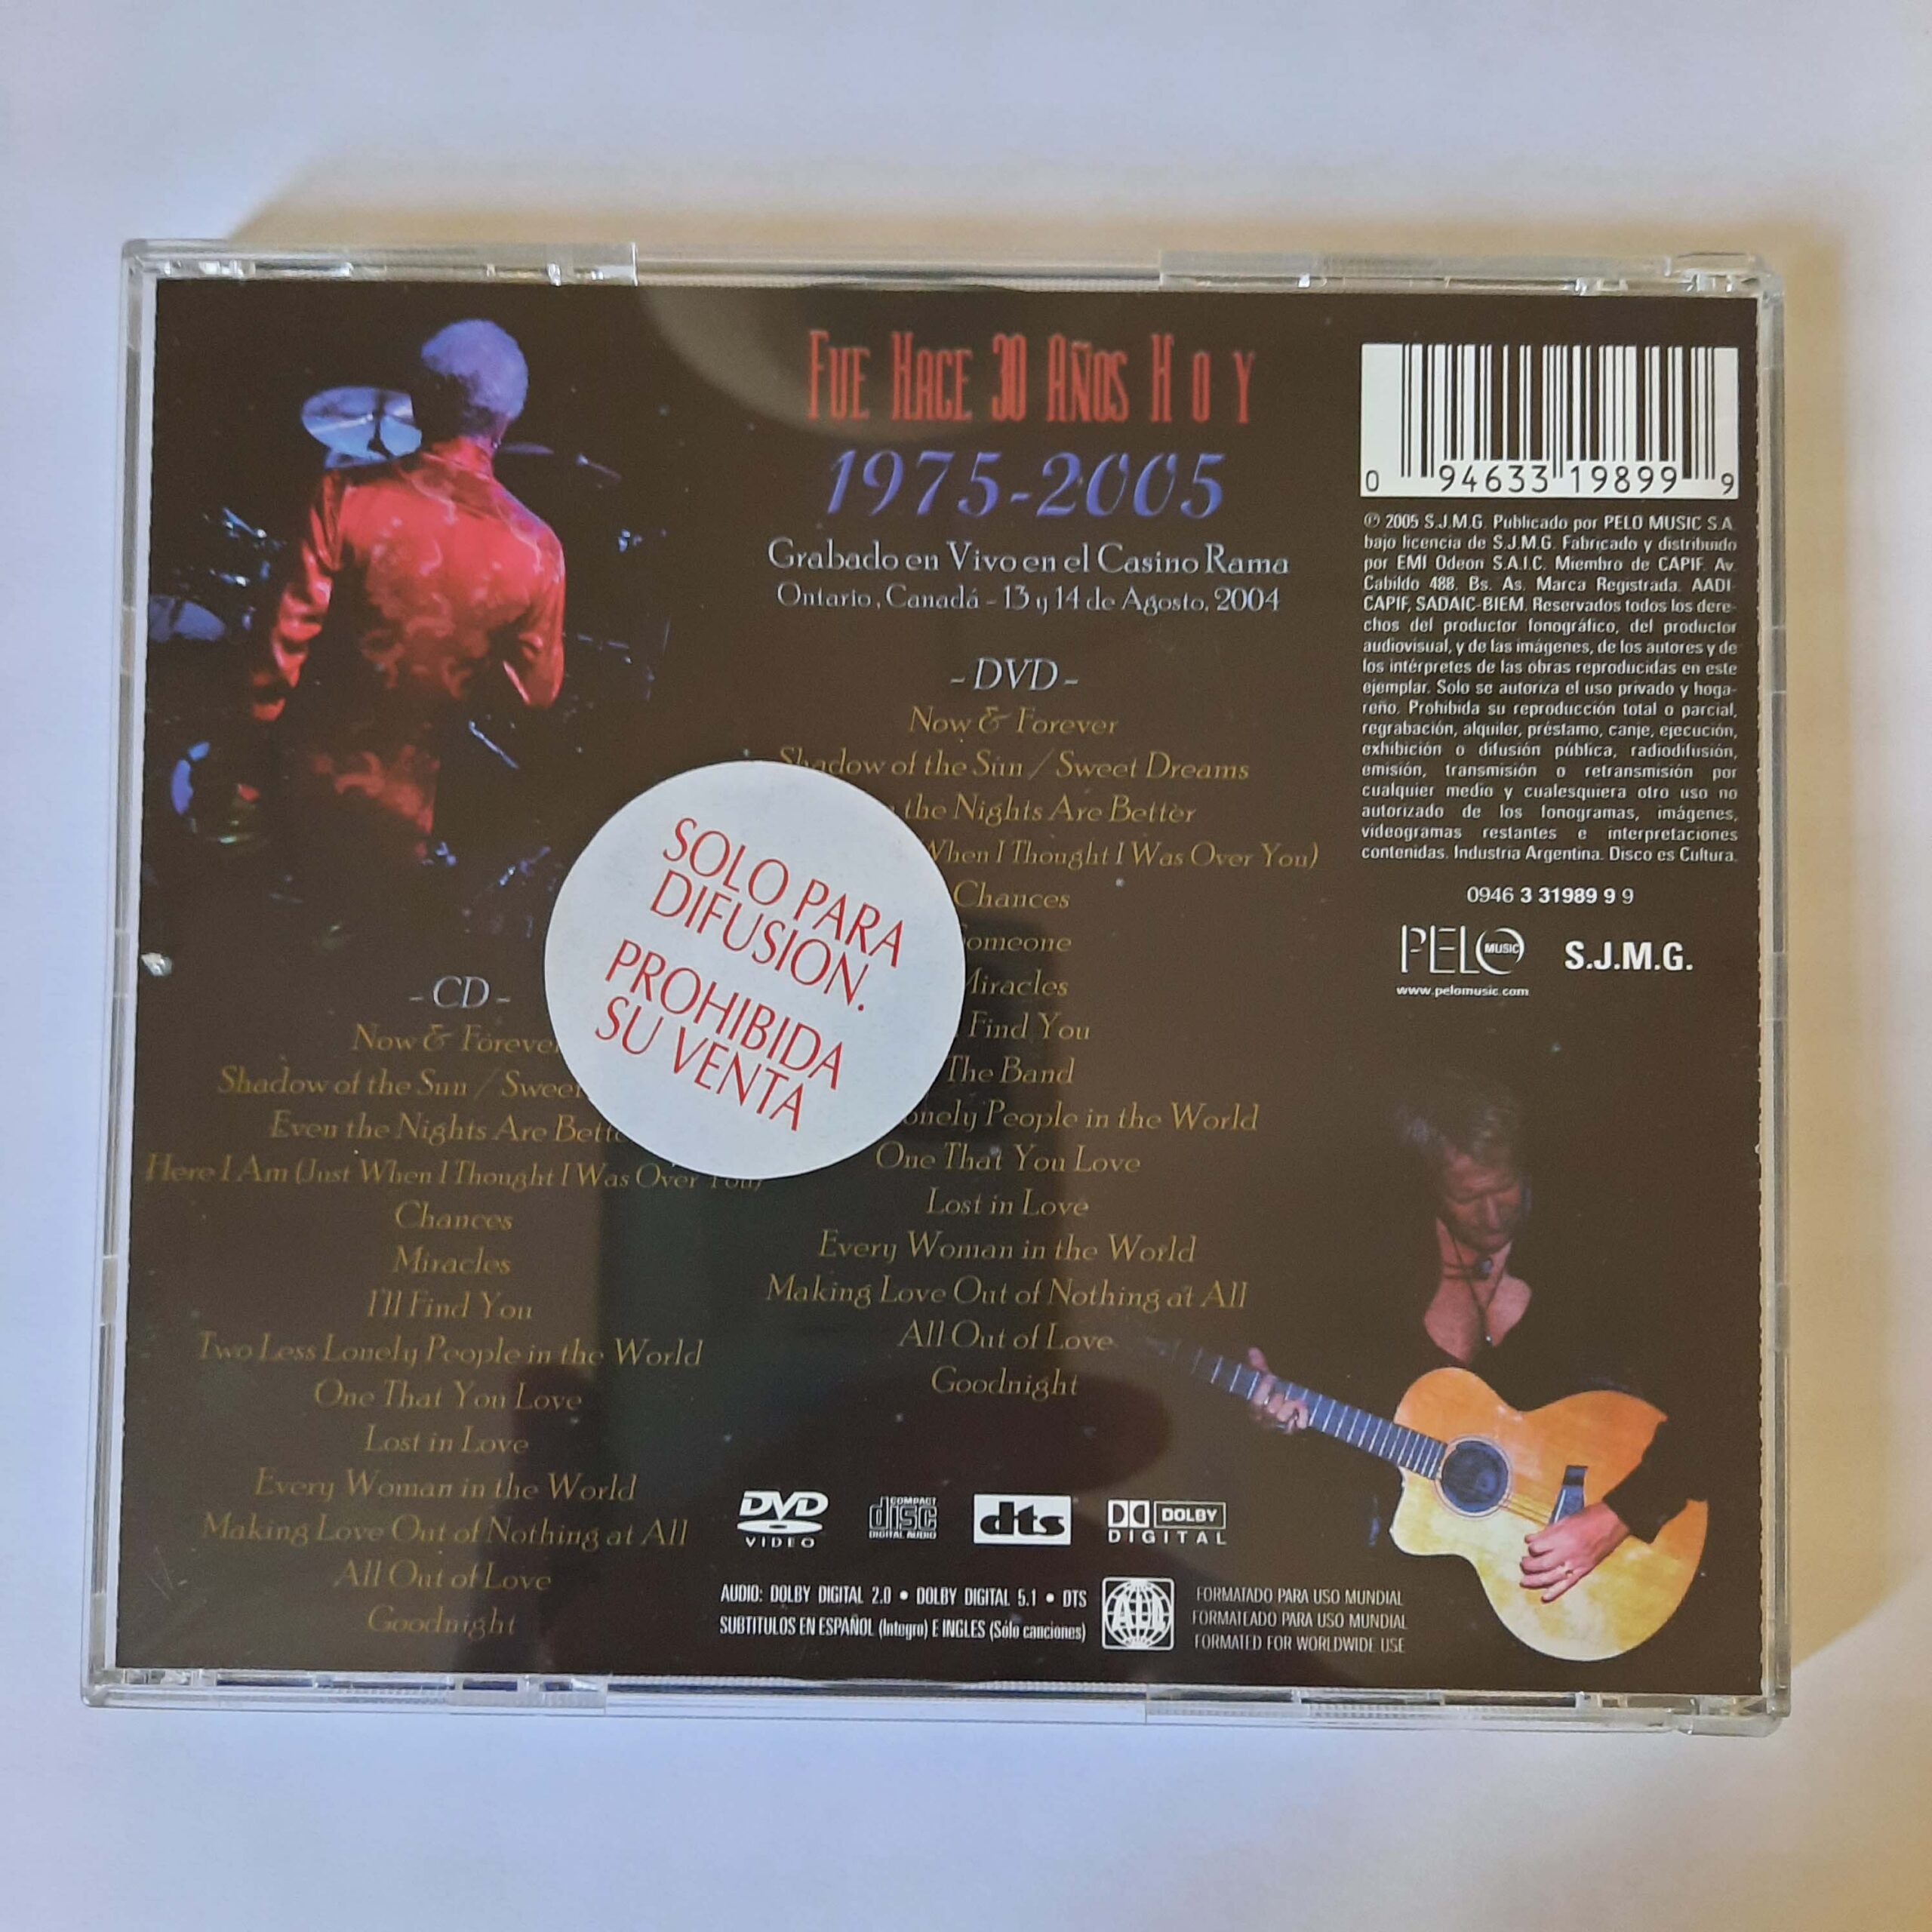 FUE HACE 30 AÑOS HOY
1975-2005
Grabado en Vivo en el Casino Rama
Ontario, Canadá - 13 y 14 de Agosto, 2004
- DVD -
Now & Forever
Shadow of the Sun / Sweet Dreams
the Nights Are Better
When I Thought I Was Over You)
Chances
Miracles
Find You
The Band
People in the World
One That You Love
Lost in Love
Every Woman in the World
Making Love Out of Nothing at All
All Out of Love
Goodnight
SOLO PARA
DIFUSION.
PROHIBIDA
SU VENTA
- CD -
Now & Forever
Shadow of the Sun / Sweet
Even the Nights Are
Here I Am (Just When I Thought I Was Over You)
Chances
Miracles
I'll Find You
Two Less Lonely People in the World
One That You Love
Lost in Love
Every Woman in the World
Making Love Out of Nothing at All
All Out of Love
Goodnight
0 94633 19899 9
℗ 2005 S.J.M.G. Publicado por PELO MUSIC S.A.
bajo licencia de S.J.M.G. Fabricado y distribuido
por EMI Odeon S.A.I.C. Miembro de CAPIF. Av.
Cabildo 488. Bs. As. Marca Registrada. AADI-
CAPIF, SADAIC-BIEM. Reservados todos los dere-
chos del productor fonográfico, del productor
audiovisual, y de las imágenes, de los autores y de
los intérpretes de las obras reproducidas en este
ejemplar. Solo se autoriza el uso privado y hoga-
reño. Prohibida su reproducción total o parcial,
regrabación, alquiler, préstamo, canje, ejecución,
exhibición o difusión pública, radiodifusión,
emisión, transmisión o retransmisión por
cualquier medio y cualesquiera otro uso no
autorizado de los fonogramas, imágenes,
videogramas restantes e interpretaciones
contenidas. Industria Argentina. Disco es Cultura.
0946 3 31989 9 9
PELO MUSIC
S.J.M.G.
www.pelomusic.com
DVD VIDEO
COMPACT disc DIGITAL AUDIO
dts
DOLBY DIGITAL
AUDIO: DOLBY DIGITAL 2.0 • DOLBY DIGITAL 5.1 • DTS
SUBTITULOS EN ESPAÑOL (Integro) E INGLES (Sólo canciones)
ALL
FORMATADO PARA USO MUNDIAL
FORMATEADO PARA USO MUNDIAL
FORMATED FOR WORLDWIDE USE